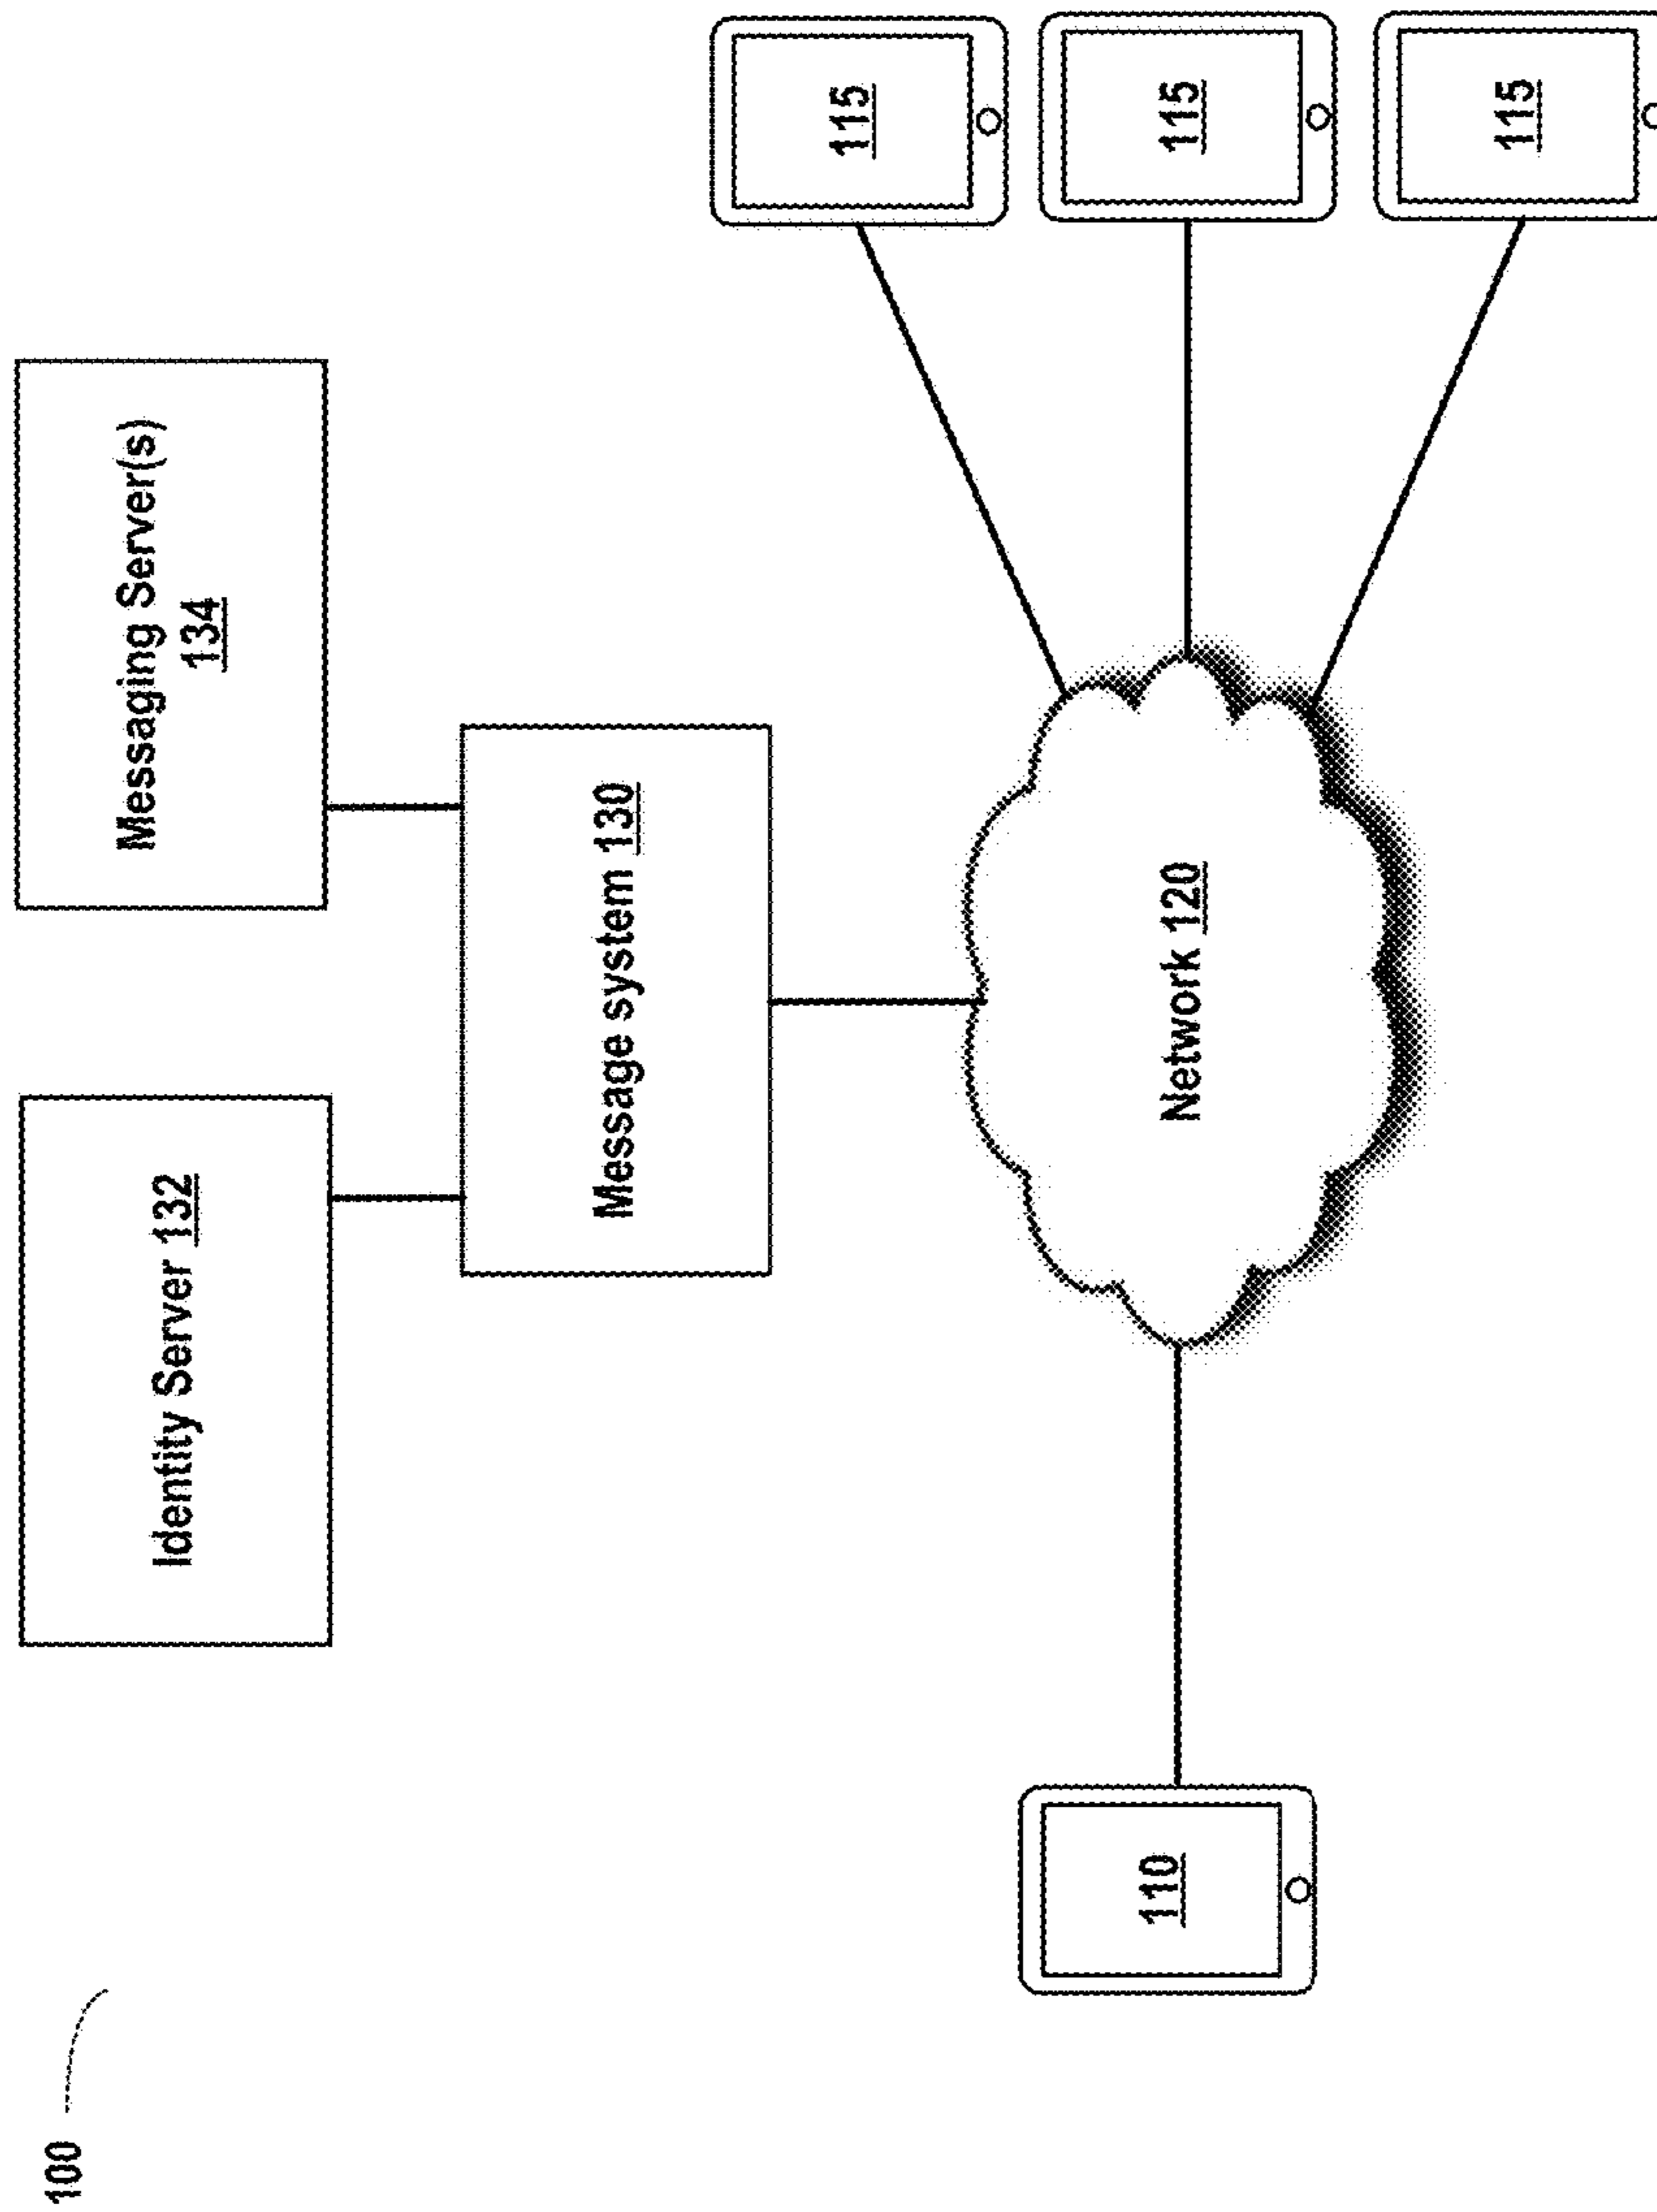 100
Identity Server 132
Messaging Server(s)
134
Message system 130
Network 120
110
115
115
115